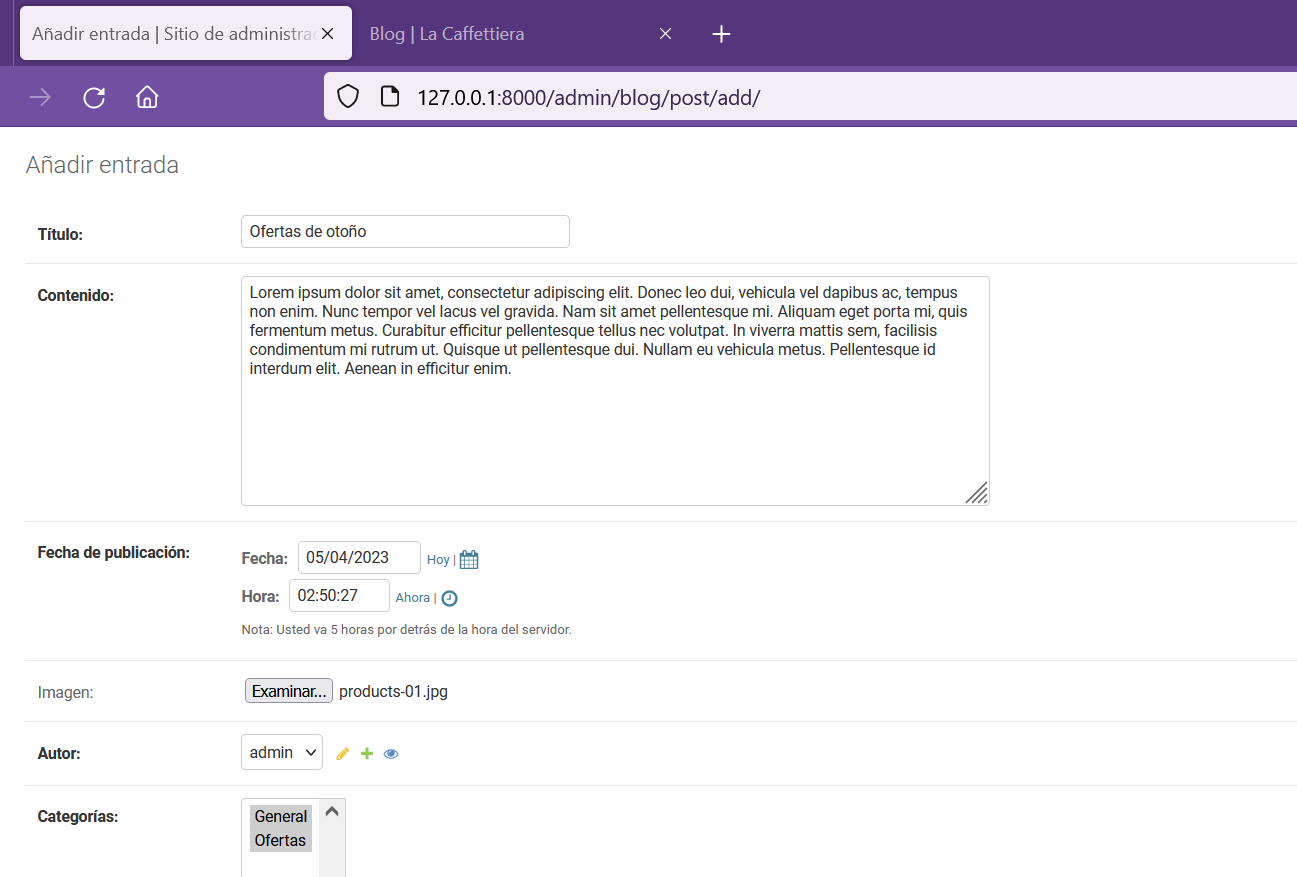 Añadir entrada | Sitio de administrac
Blog | La Caffettiera
127.0.0.1:8000/admin/blog/post/add/
Añadir entrada
Título:
Ofertas de otoño
Contenido:
Lorem ipsum dolor sit amet, consectetur adipiscing elit. Donec leo dui, vehicula vel dapibus ac, tempus
non enim. Nunc tempor vel lacus vel gravida. Nam sit amet pellentesque mi. Aliquam eget porta mi, quis
fermentum metus. Curabitur efficitur pellentesque tellus nec volutpat. In viverra mattis sem, facilisis
condimentum mi rutrum ut. Quisque ut pellentesque dui. Nullam eu vehicula metus. Pellentesque id
interdum elit. Aenean in efficitur enim.
Fecha de publicación:
Fecha: 05/04/2023 Hoy |
Hora: 02:50:27 Ahora |
Nota: Usted va 5 horas por detrás de la hora del servidor.
Imagen:
Examinar... products-01.jpg
Autor:
admin
Categorías:
General
Ofertas